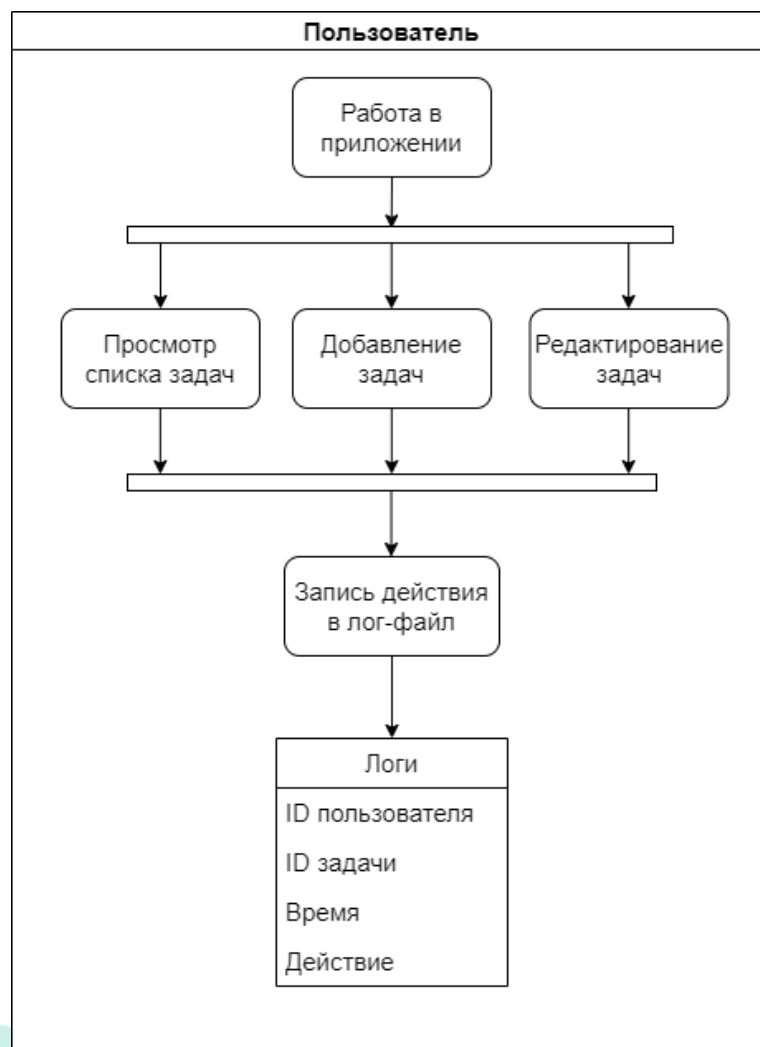 Пользователь
Работа в
приложении
Просмотр
списка задач
Добавление
задач
Редактирование
задач
Запись действия
в лог-файл
Логи
ID пользователя
ID задачи
Время
Действие